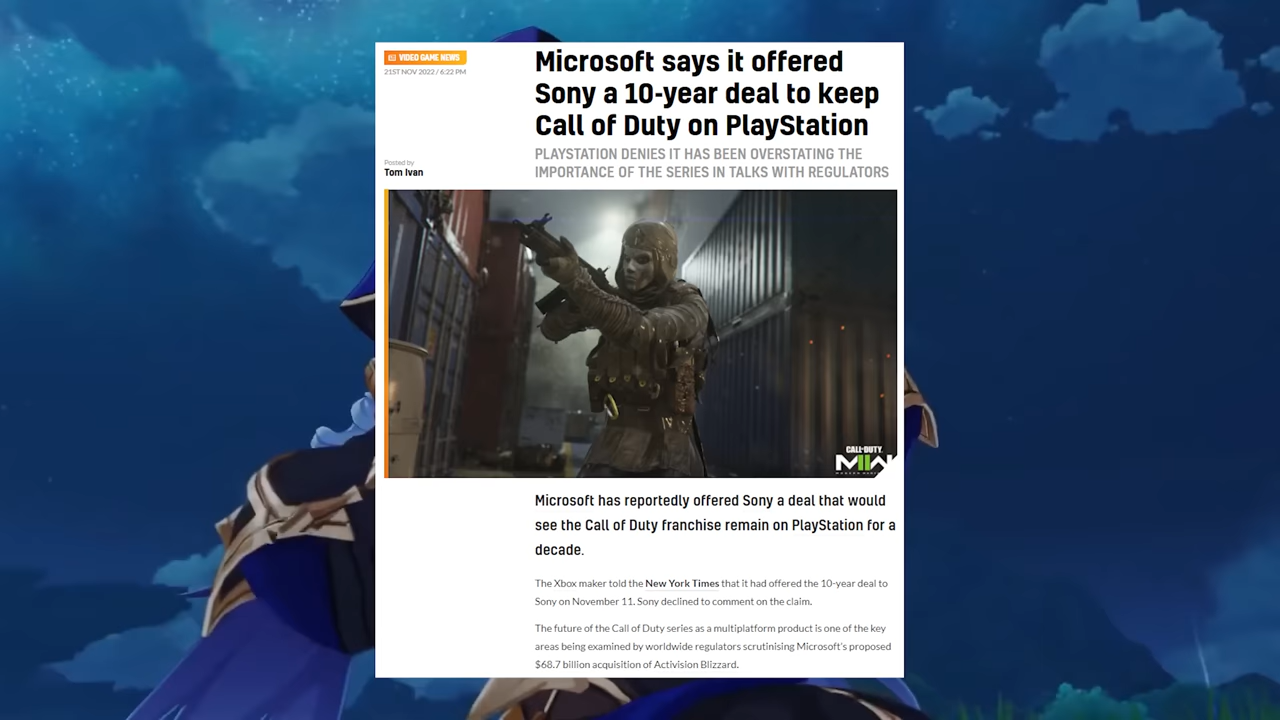 VIDEO GAME NEWS
21ST NOV 2022 / 6:22 PM
Posted by
Tom Ivan
Microsoft says it offered
Sony a 10-year deal to keep
Call of Duty on PlayStation
PLAYSTATION DENIES IT HAS BEEN OVERSTATING THE
IMPORTANCE OF THE SERIES IN TALKS WITH REGULATORS
CALL OF DUTY
MWII
Microsoft has reportedly offered Sony a deal that would
see the Call of Duty franchise remain on PlayStation for a
decade.
The Xbox maker told the New York Times that it had offered the 10-year deal to
Sony on November 11. Sony declined to comment on the claim.
The future of the Call of Duty series as a multiplatform product is one of the key
areas being examined by worldwide regulators scrutinising Microsoft's proposed
$68.7 billion acquisition of Activision Blizzard.